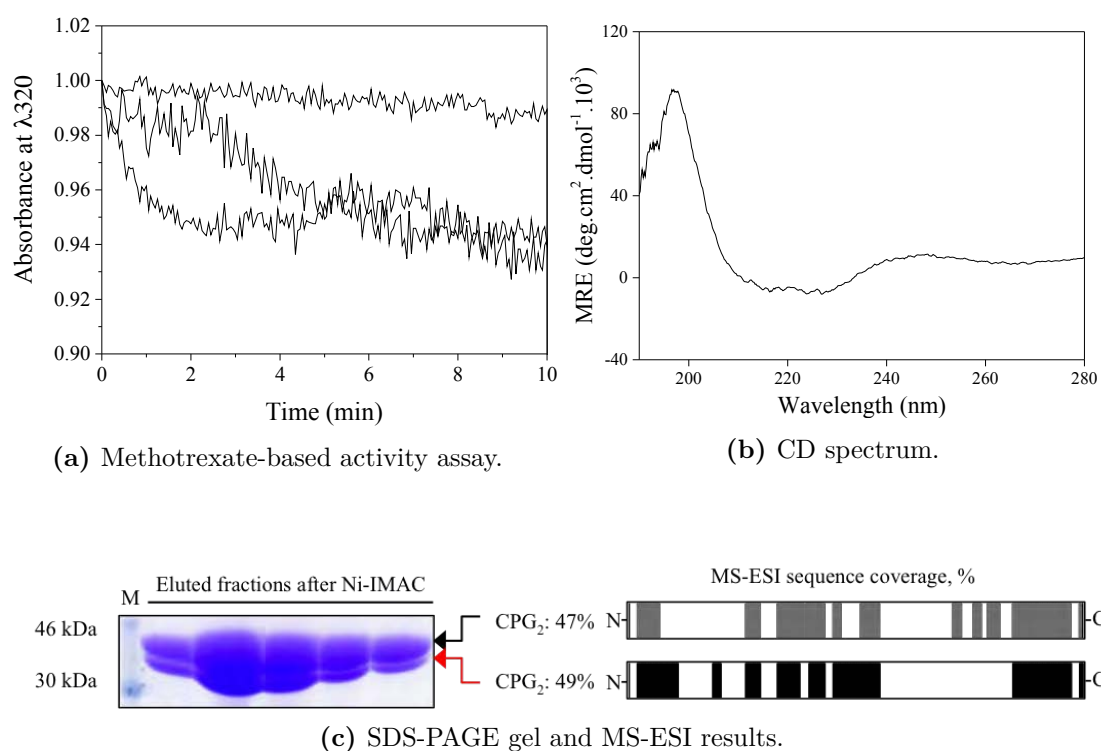 1.02
1.00
0.98
0.96
0.94
0.92
0.90
Absorbance at λ320
0 2 4 6 8 10
Time (min)
(a) Methotrexate-based activity assay.
120
80
40
0
-40
MRE (deg.cm².dmol⁻¹.10³)
200 220 240 260 280
Wavelength (nm)
(b) CD spectrum.
Eluted fractions after Ni-IMAC
M
46 kDa
30 kDa
CPG₂: 47%
CPG₂: 49%
MS-ESI sequence coverage, %
N- -C
N- -C
(c) SDS-PAGE gel and MS-ESI results.